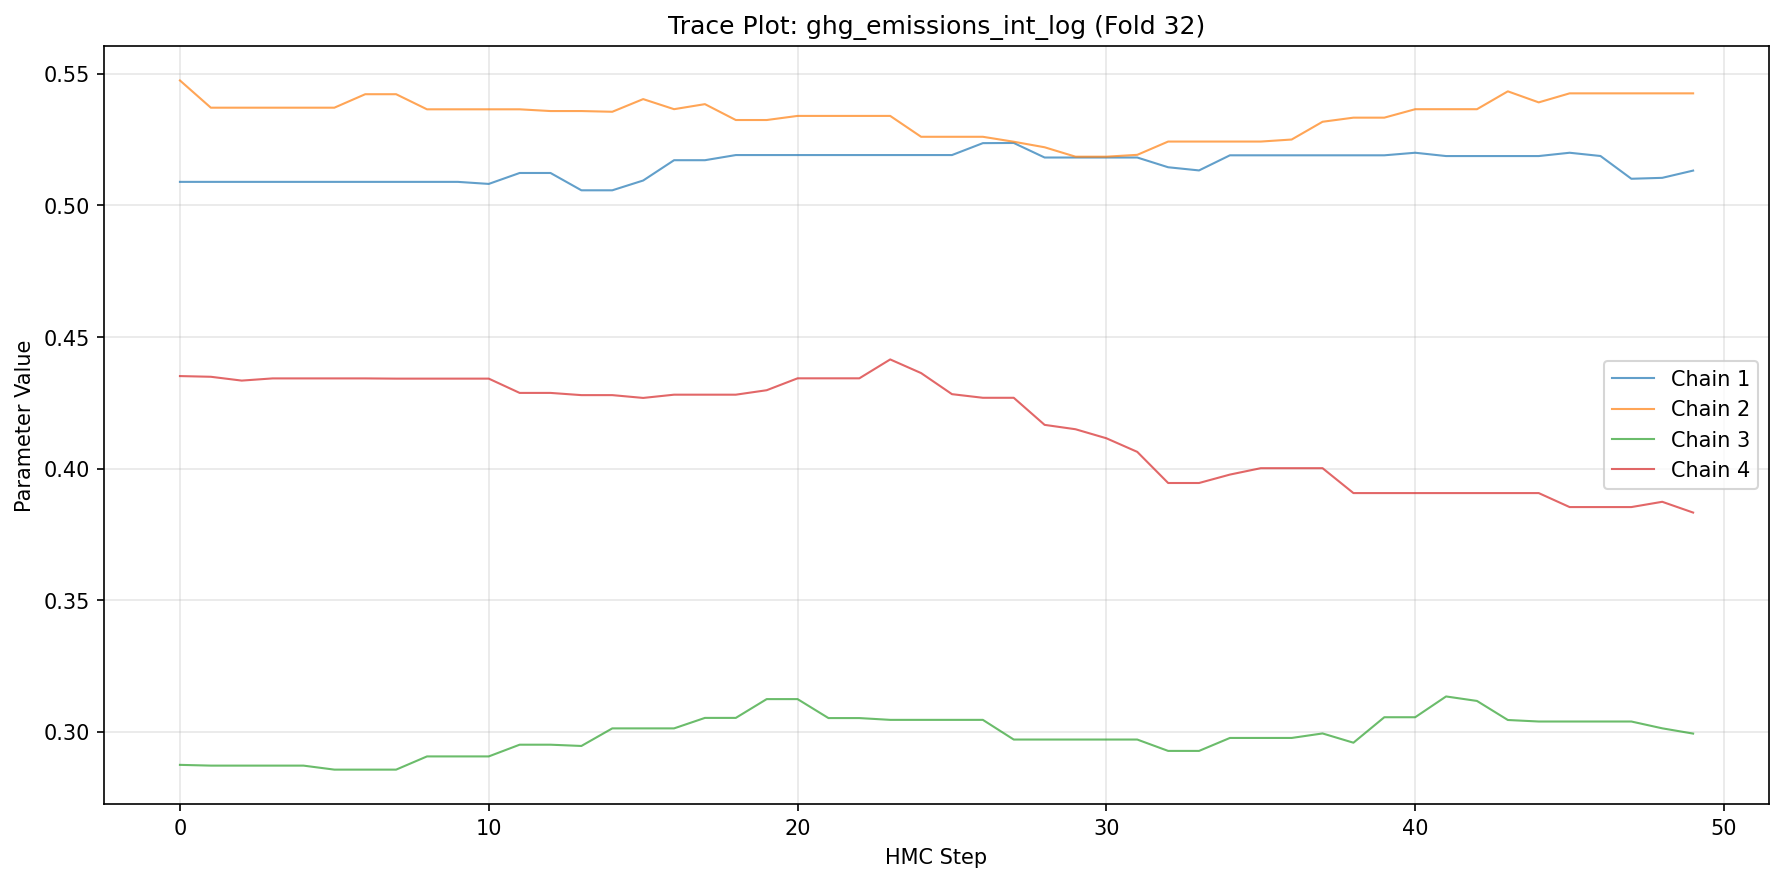 Trace Plot: ghg_emissions_int_log (Fold 32)
Parameter Value
0.55
0.50
0.45
0.40
0.35
0.30
Chain 1
Chain 2
Chain 3
Chain 4
0 10 20 30 40 50
HMC Step